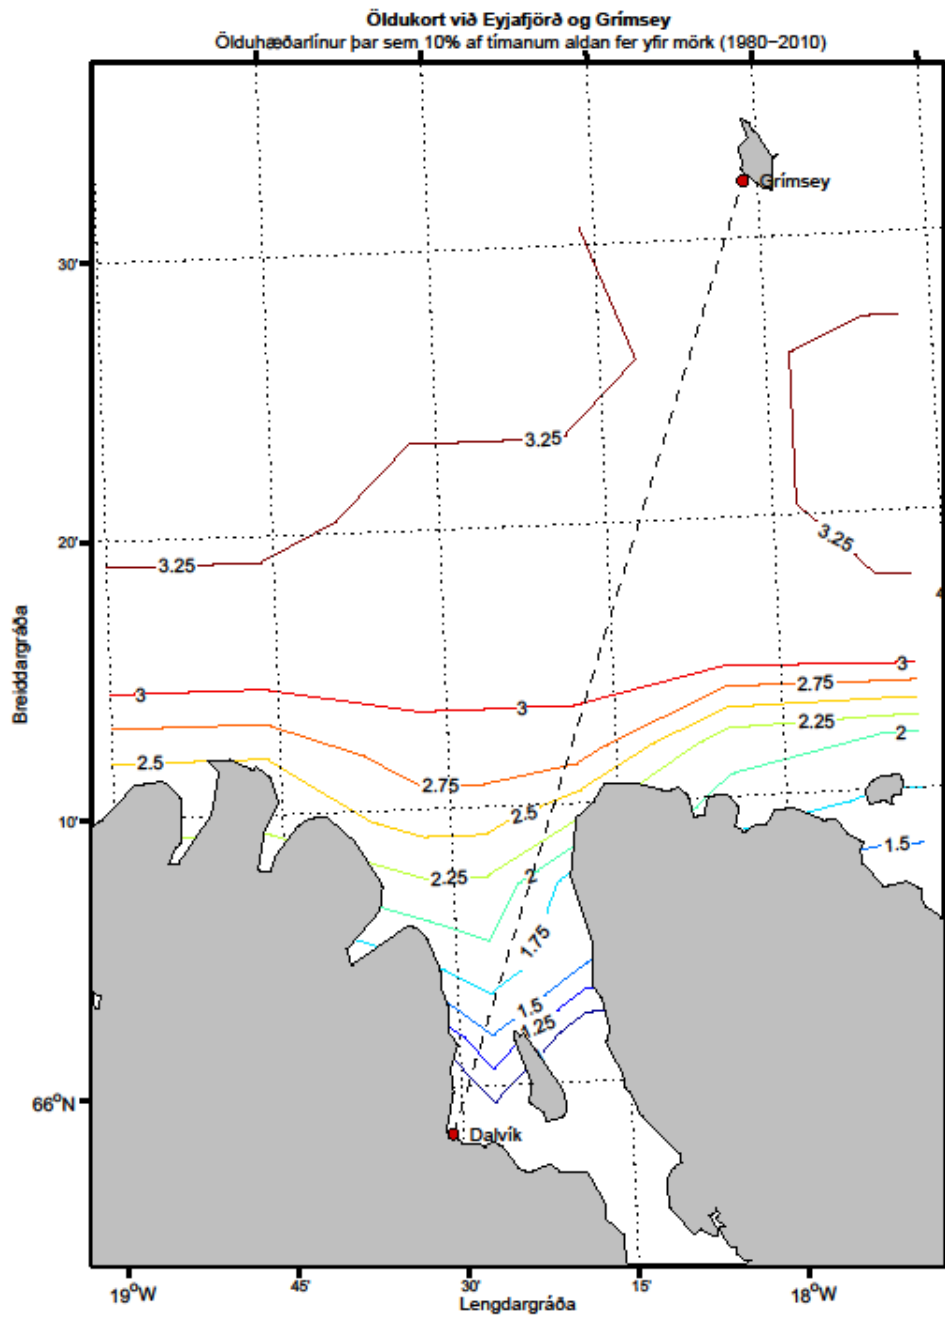 Öldukort við Eyjafjörð og Grímsey
Ölduhæðarlínur þar sem 10% af tímanum aldan fer yfir mörk (1980−2010)
Grímsey
30'
3.25
3.25
3.25
20'
4
Breiddargráða
3
3
3
2.75
2.75
2.25
2
2.5
2.5
10'
2.25
2
1.5
1.75
1.5
1.25
66°N
Dalvík
19°W
45'
30'
15'
18°W
Lengdargráða